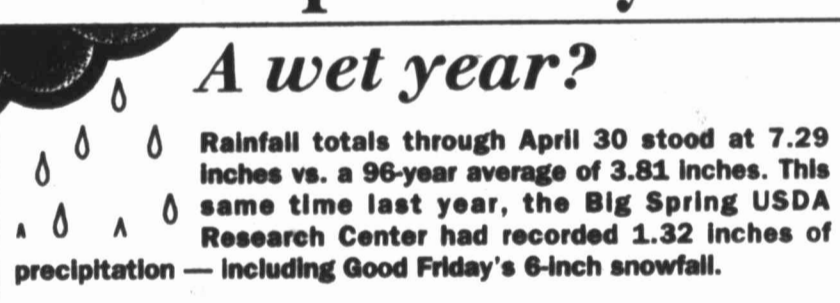 A wet year?
Rainfall totals through April 30 stood at 7.29
inches vs. a 96-year average of 3.81 inches. This
same time last year, the Big Spring USDA
Research Center had recorded 1.32 inches of
precipitation — including Good Friday's 6-inch snowfall.